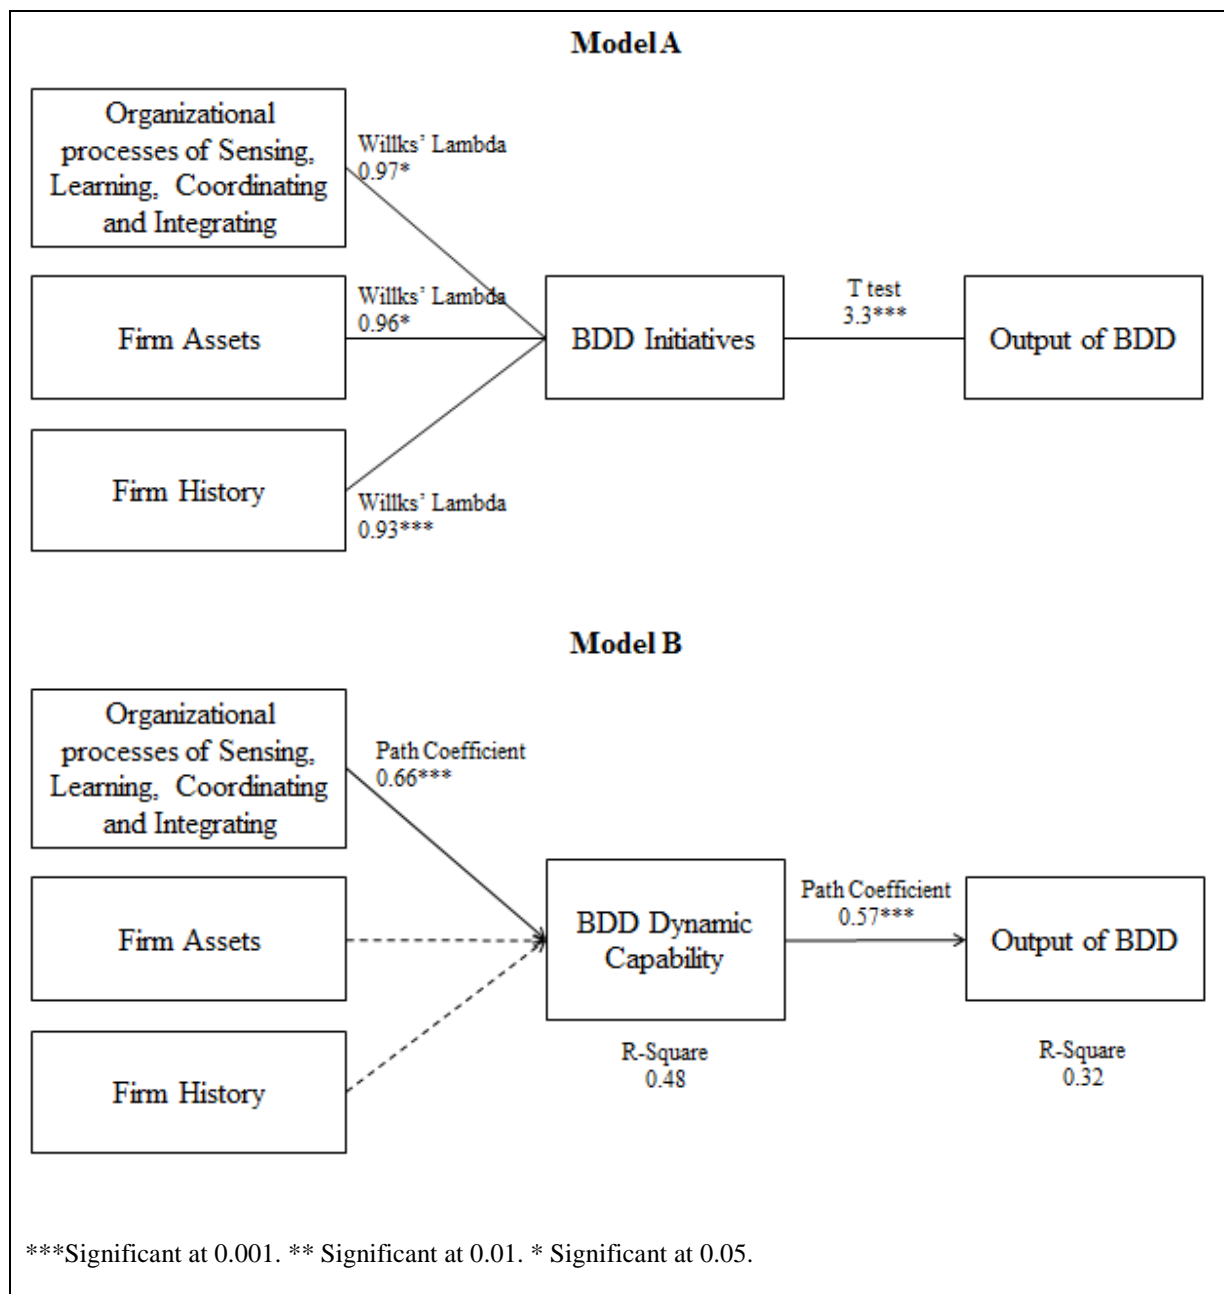 Model A
Organizational
processes of Sensing,
Learning, Coordinating
and Integrating
Willks' Lambda
0.97*
Firm Assets
Willks' Lambda
0.96*
BDD Initiatives
T test
3.3***
Output of BDD
Firm History
Willks' Lambda
0.93***
Model B
Organizational
processes of Sensing,
Learning, Coordinating
and Integrating
Path Coefficient
0.66***
Firm Assets
BDD Dynamic
Capability
Path Coefficient
0.57***
Output of BDD
Firm History
R-Square
0.48
R-Square
0.32
***Significant at 0.001. ** Significant at 0.01. * Significant at 0.05.